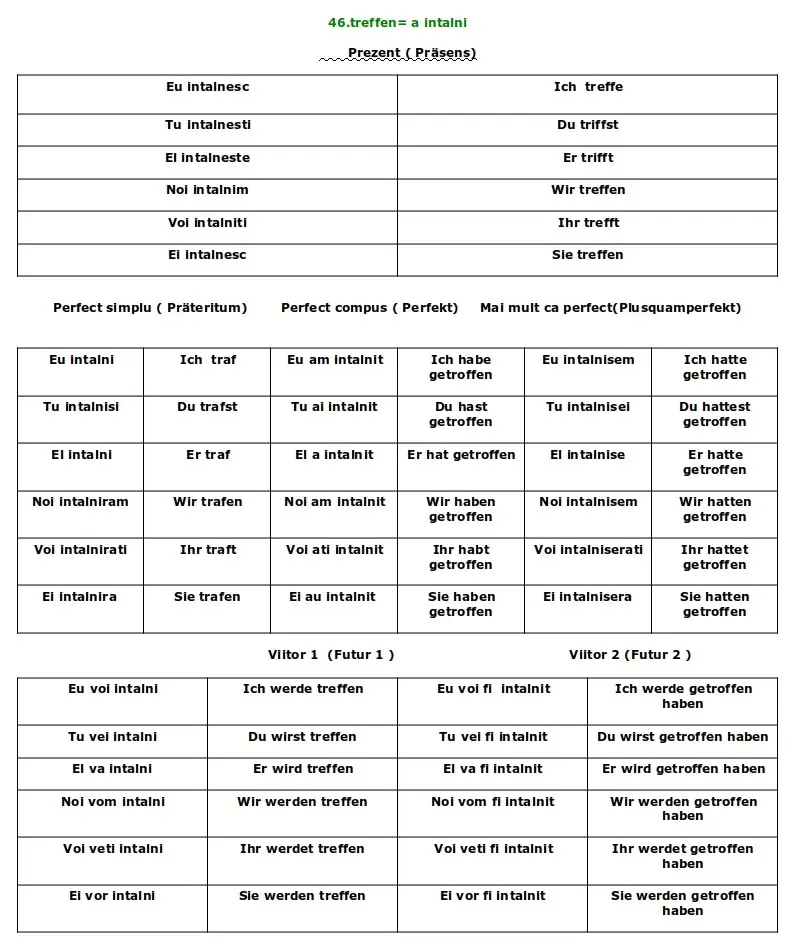 46.treffen= a intalni
Prezent ( Präsens)
Eu intalnesc Ich treffe
Tu intalnesti Du triffst
El intalneste Er trifft
Noi intalnim Wir treffen
Voi intalniti Ihr trefft
Ei intalnesc Sie treffen
Perfect simplu ( Präteritum) Perfect compus ( Perfekt) Mai mult ca perfect(Plusquamperfekt)
Eu intalni Ich traf Eu am intalnit Ich habe Eu intalnisem Ich hatte
getroffen getroffen
Tu intalnisi Du trafst Tu ai intalnit Du hast Tu intalnisei Du hattest
getroffen getroffen
El intalni Er traf El a intalnit Er hat getroffen El intalnise Er hatte
getroffen
Noi intalniram Wir trafen Noi am intalnit Wir haben Noi intalnisem Wir hatten
getroffen getroffen
Voi intalnirati Ihr traft Voi ati intalnit Ihr habt Voi intalniserati Ihr hattet
getroffen getroffen
Ei intalnira Sie trafen Ei au intalnit Sie haben Ei intalnisera Sie hatten
getroffen getroffen
Viitor 1 (Futur 1 ) Viitor 2 (Futur 2 )
Eu voi intalni Ich werde treffen Eu voi fi intalnit Ich werde getroffen
haben
Tu vei intalni Du wirst treffen Tu vei fi intalnit Du wirst getroffen haben
El va intalni Er wird treffen El va fi intalnit Er wird getroffen haben
Noi vom intalni Wir werden treffen Noi vom fi intalnit Wir werden getroffen
haben
Voi veti intalni Ihr werdet treffen Voi veti fi intalnit Ihr werdet getroffen
haben
Ei vor intalni Sie werden treffen Ei vor fi intalnit Sie werden getroffen
haben